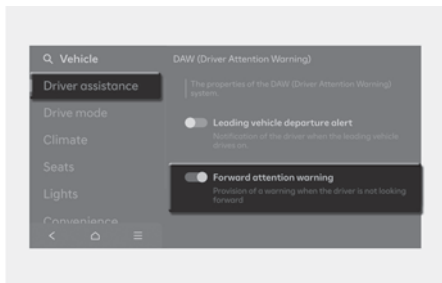 Vehicle
DAW (Driver Attention Warning)
Driver assistance
The properties of the DAW (Driver Attention Warning)
system.
Drive mode
Leading vehicle departure alert
Climate
Notification of the driver when the leading vehicle
drives on.
Seats
Forward attention warning
Provision of a warning when the driver is not looking
forward
Lights
Convenience